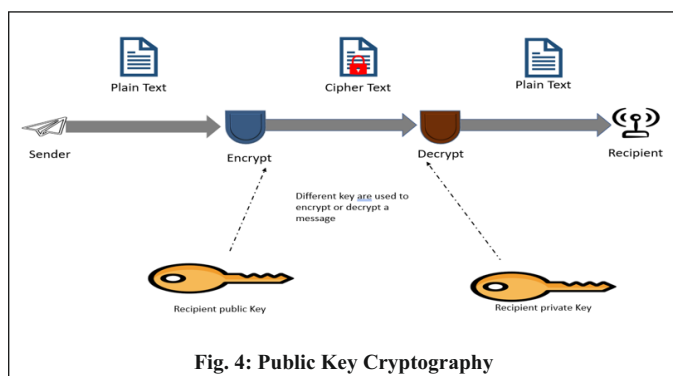 Plain Text
Cipher Text
Plain Text
Sender
Encrypt
Decrypt
Recipient
Different key are used to
encrypt or decrypt a
message
Recipient public Key
Recipient private Key
Fig. 4: Public Key Cryptography